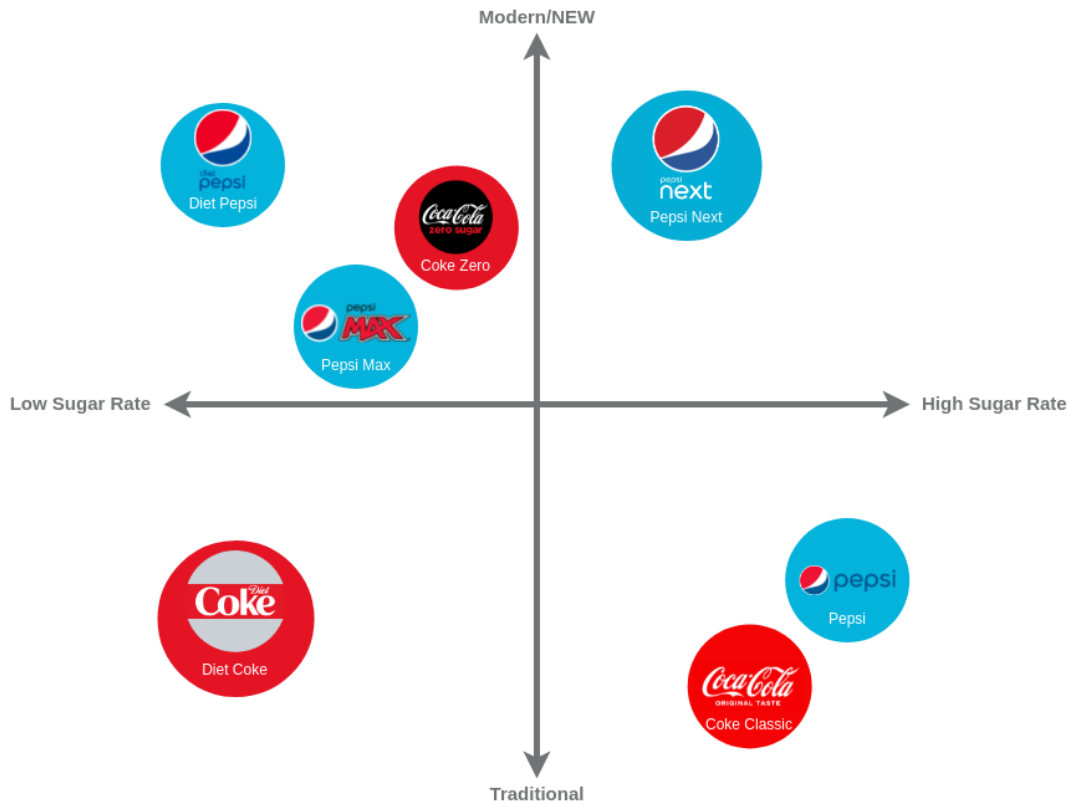 Modern/NEW
diet
pepsi
Diet Pepsi
pepsi
next
Pepsi Next
Coca-Cola
zero sugar
Coke Zero
pepsi
MAX
Pepsi Max
Low Sugar Rate
High Sugar Rate
pepsi
Pepsi
Diet
Coke
Diet Coke
Coca-Cola
ORIGINAL TASTE
Coke Classic
Traditional